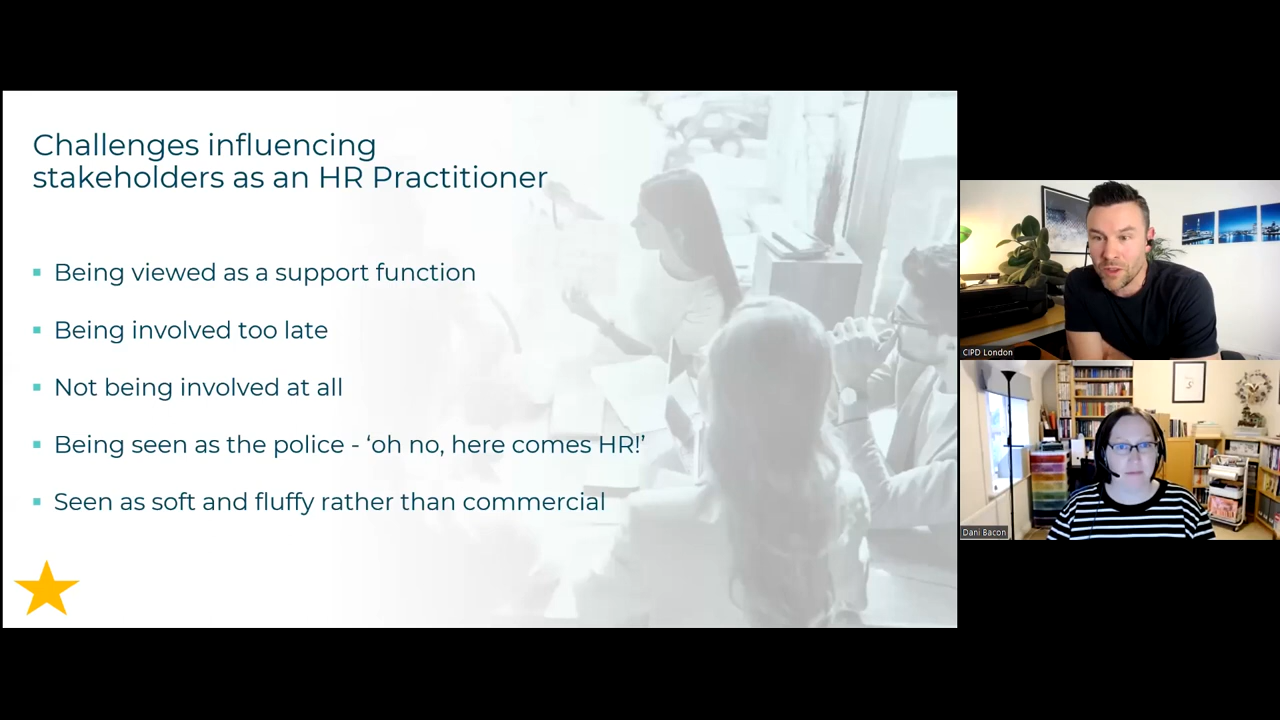 Challenges influencing
stakeholders as an HR Practitioner
Being viewed as a support function
Being involved too late
Not being involved at all
Being seen as the police - ‘oh no, here comes HR!’
Seen as soft and fluffy rather than commercial
CIPD London
Dani Bacon